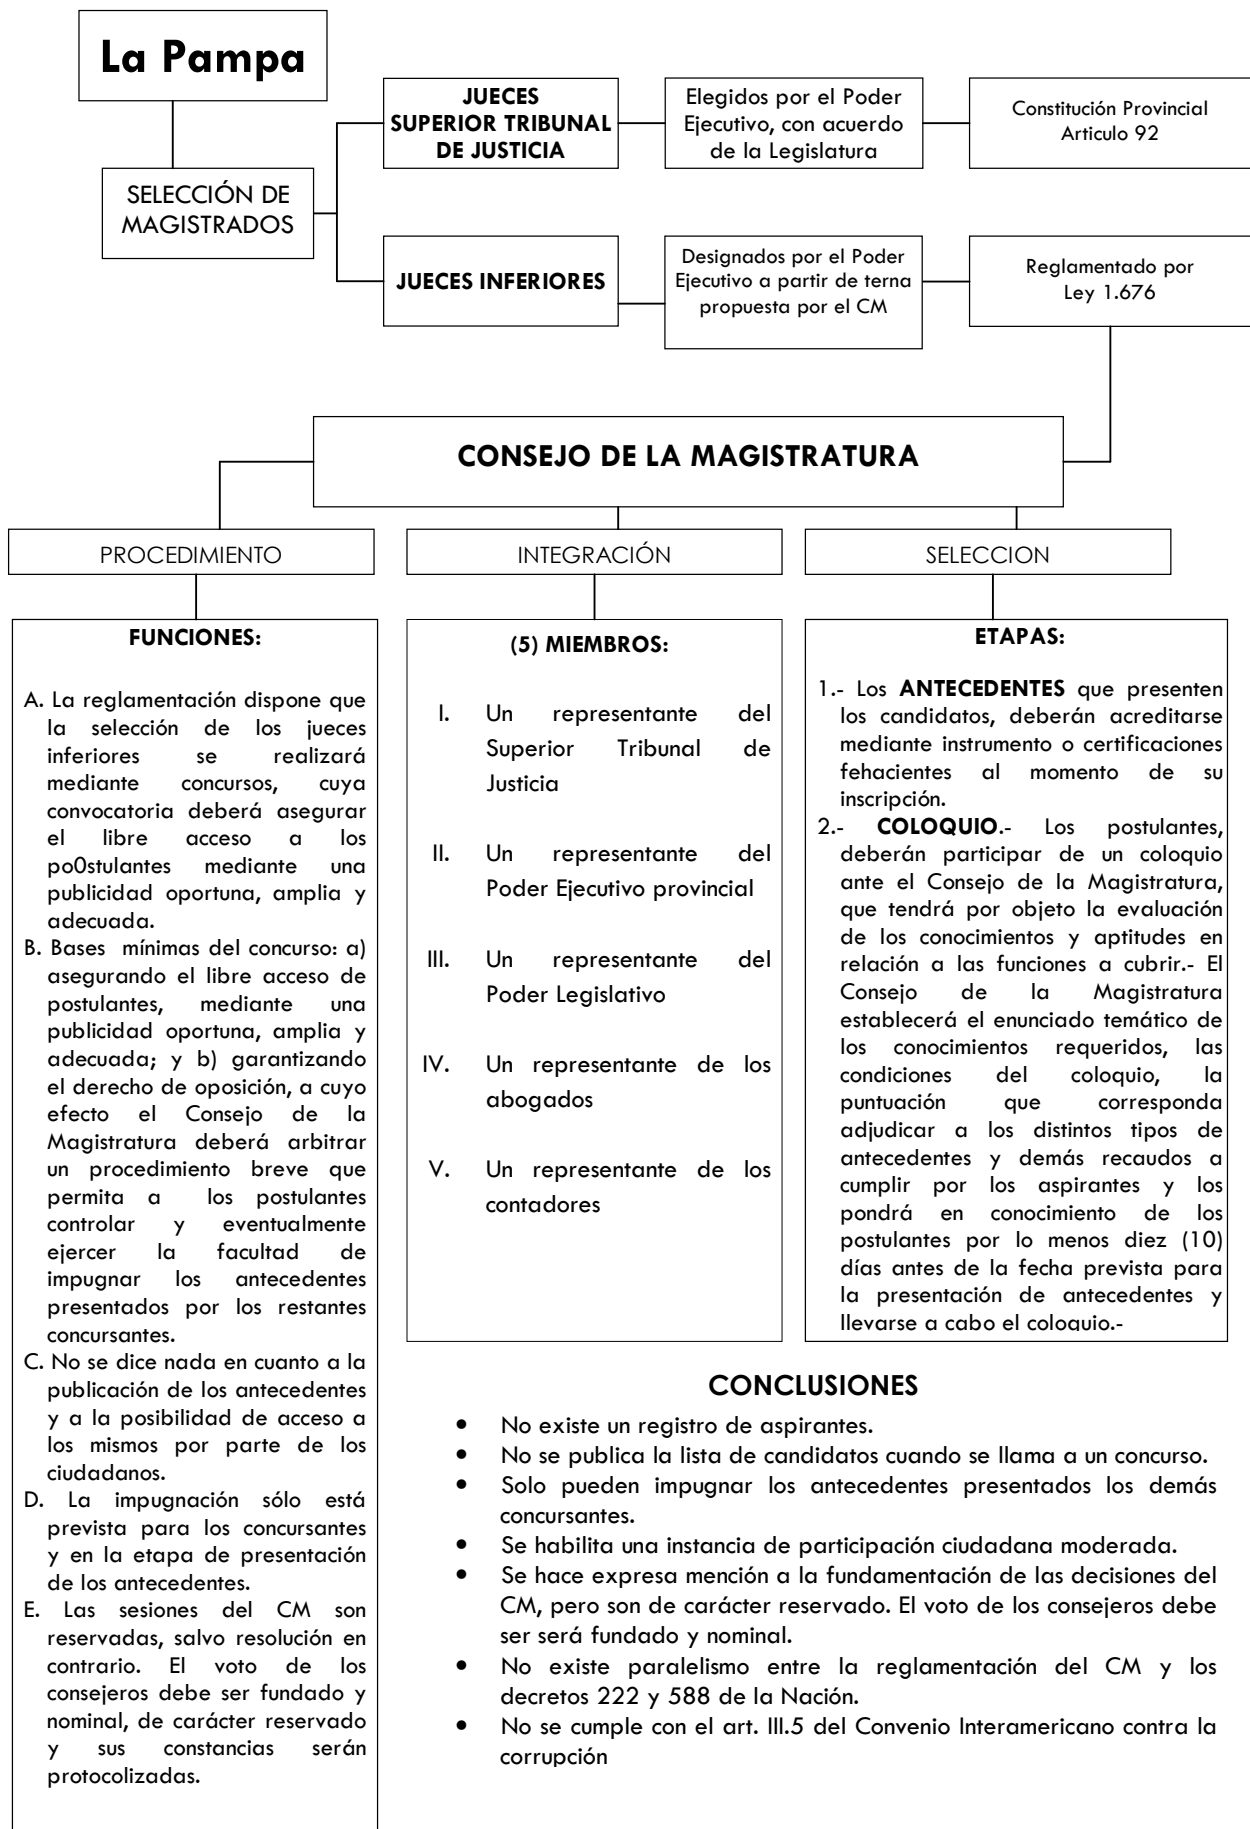 La Pampa
SELECCIÓN DE
MAGISTRADOS
JUECES
SUPERIOR TRIBUNAL
DE JUSTICIA
Elegidos por el Poder
Ejecutivo, con acuerdo
de la Legislatura
Constitución Provincial
Articulo 92
JUECES INFERIORES
Designados por el Poder
Ejecutivo a partir de terna
propuesta por el CM
Reglamentado por
Ley 1.676
CONSEJO DE LA MAGISTRATURA
PROCEDIMIENTO
FUNCIONES:
A. La reglamentación dispone que
la selección de los jueces
inferiores se realizará
mediante concursos, cuya
convocatoria deberá asegurar
el libre acceso a los
po0stulantes mediante una
publicidad oportuna, amplia y
adecuada.
B. Bases mínimas del concurso: a)
asegurando el libre acceso de
postulantes, mediante una
publicidad oportuna, amplia y
adecuada; y b) garantizando
el derecho de oposición, a cuyo
efecto el Consejo de la
Magistratura deberá arbitrar
un procedimiento breve que
permita a los postulantes
controlar y eventualmente
ejercer la facultad de
impugnar los antecedentes
presentados por los restantes
concursantes.
C. No se dice nada en cuanto a la
publicación de los antecedentes
y a la posibilidad de acceso a
los mismos por parte de los
ciudadanos.
D. La impugnación sólo está
prevista para los concursantes
y en la etapa de presentación
de los antecedentes.
E. Las sesiones del CM son
reservadas, salvo resolución en
contrario. El voto de los
consejeros debe ser fundado y
nominal, de carácter reservado
y sus constancias serán
protocolizadas.
INTEGRACIÓN
(5) MIEMBROS:
I. Un representante del
Superior Tribunal de
Justicia
II. Un representante del
Poder Ejecutivo provincial
III. Un representante del
Poder Legislativo
IV. Un representante de los
abogados
V. Un representante de los
contadores
SELECCION
ETAPAS:
1.- Los ANTECEDENTES que presenten
los candidatos, deberán acreditarse
mediante instrumento o certificaciones
fehacientes al momento de su
inscripción.
2.- COLOQUIO.- Los postulantes,
deberán participar de un coloquio
ante el Consejo de la Magistratura,
que tendrá por objeto la evaluación
de los conocimientos y aptitudes en
relación a las funciones a cubrir.- El
Consejo de la Magistratura
establecerá el enunciado temático de
los conocimientos requeridos, las
condiciones del coloquio, la
puntuación que corresponda
adjudicar a los distintos tipos de
antecedentes y demás recaudos a
cumplir por los aspirantes y los
pondrá en conocimiento de los
postulantes por lo menos diez (10)
días antes de la fecha prevista para
la presentación de antecedentes y
llevarse a cabo el coloquio.-
CONCLUSIONES
• No existe un registro de aspirantes.
• No se publica la lista de candidatos cuando se llama a un concurso.
• Solo pueden impugnar los antecedentes presentados los demás
concursantes.
• Se habilita una instancia de participación ciudadana moderada.
• Se hace expresa mención a la fundamentación de las decisiones del
CM, pero son de carácter reservado. El voto de los consejeros debe
ser será fundado y nominal.
• No existe paralelismo entre la reglamentación del CM y los
decretos 222 y 588 de la Nación.
• No se cumple con el art. III.5 del Convenio Interamericano contra la
corrupción